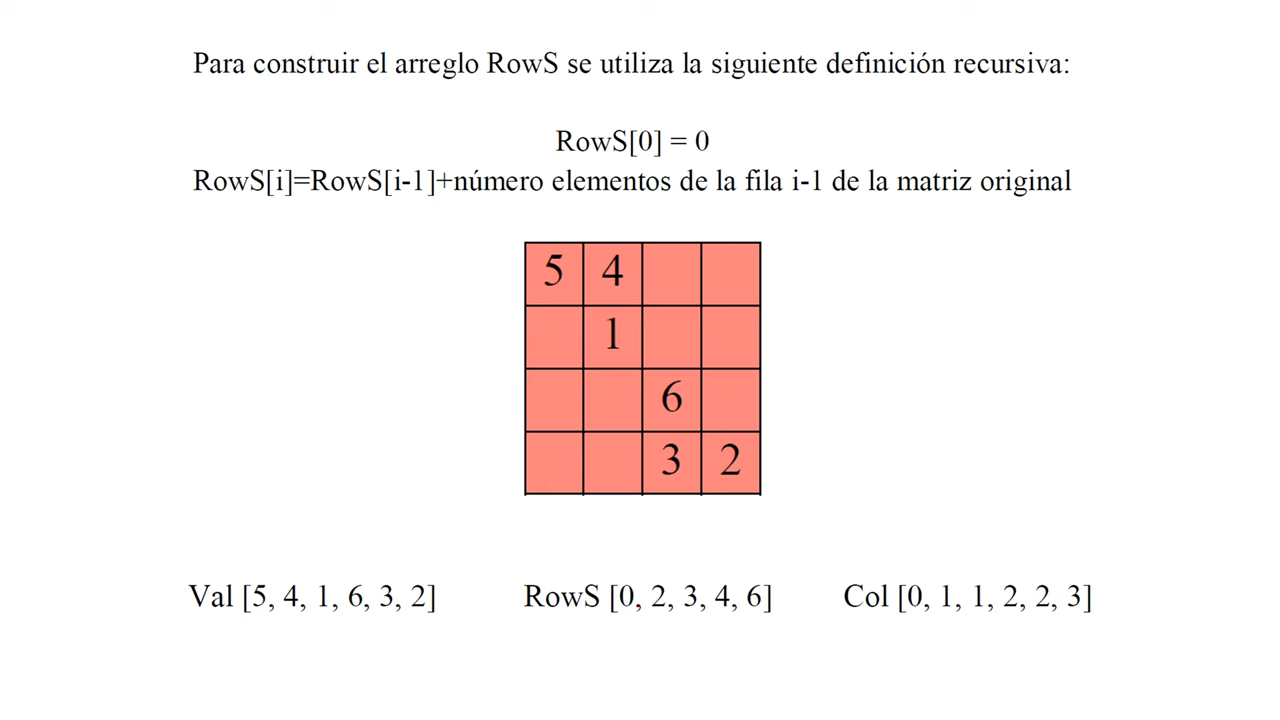 Para construir el arreglo RowS se utiliza la siguiente definición recursiva:
RowS[0] = 0
RowS[i]=RowS[i-1]+número elementos de la fila i-1 de la matriz original
5 4
1
6
3 2
Val [5, 4, 1, 6, 3, 2] RowS [0, 2, 3, 4, 6] Col [0, 1, 1, 2, 2, 3]